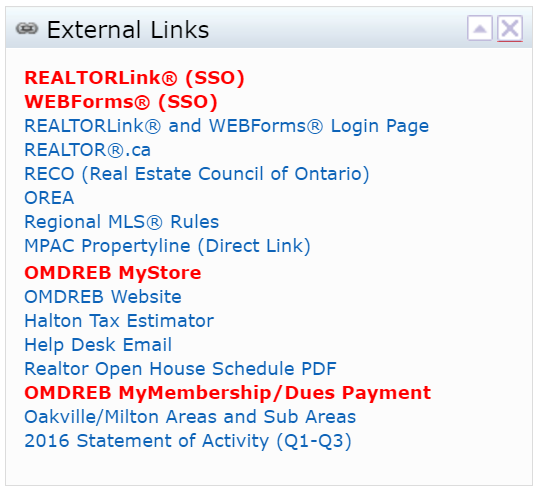 External Links
REALTORLink® (SSO)
WEBForms® (SSO)
REALTORLink® and WEBForms® Login Page
REALTOR®.ca
RECO (Real Estate Council of Ontario)
OREA
Regional MLS® Rules
MPAC Propertyline (Direct Link)
OMDREB MyStore
OMDREB Website
Halton Tax Estimator
Help Desk Email
Realtor Open House Schedule PDF
OMDREB MyMembership/Dues Payment
Oakville/Milton Areas and Sub Areas
2016 Statement of Activity (Q1-Q3)